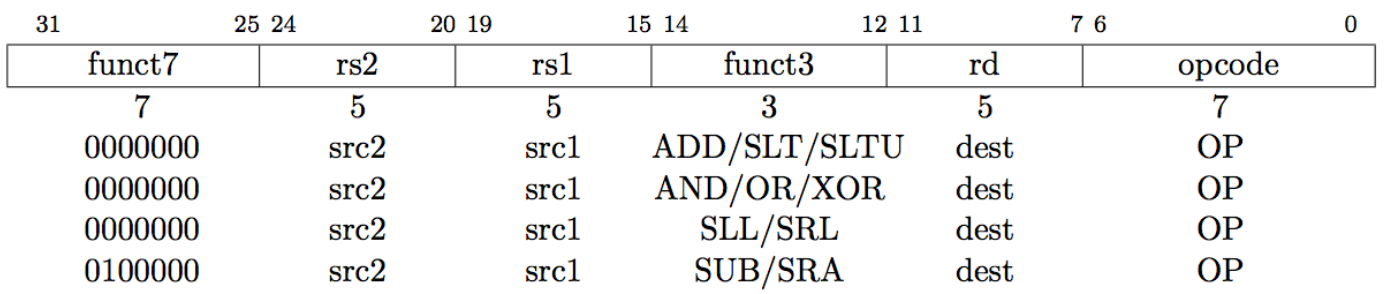 31 25 24 20 19 15 14 12 11 7 6 0
funct7 rs2 rs1 funct3 rd opcode
7 5 5 3 5 7
0000000 src2 src1 ADD/SLT/SLTU dest OP
0000000 src2 src1 AND/OR/XOR dest OP
0000000 src2 src1 SLL/SRL dest OP
0100000 src2 src1 SUB/SRA dest OP